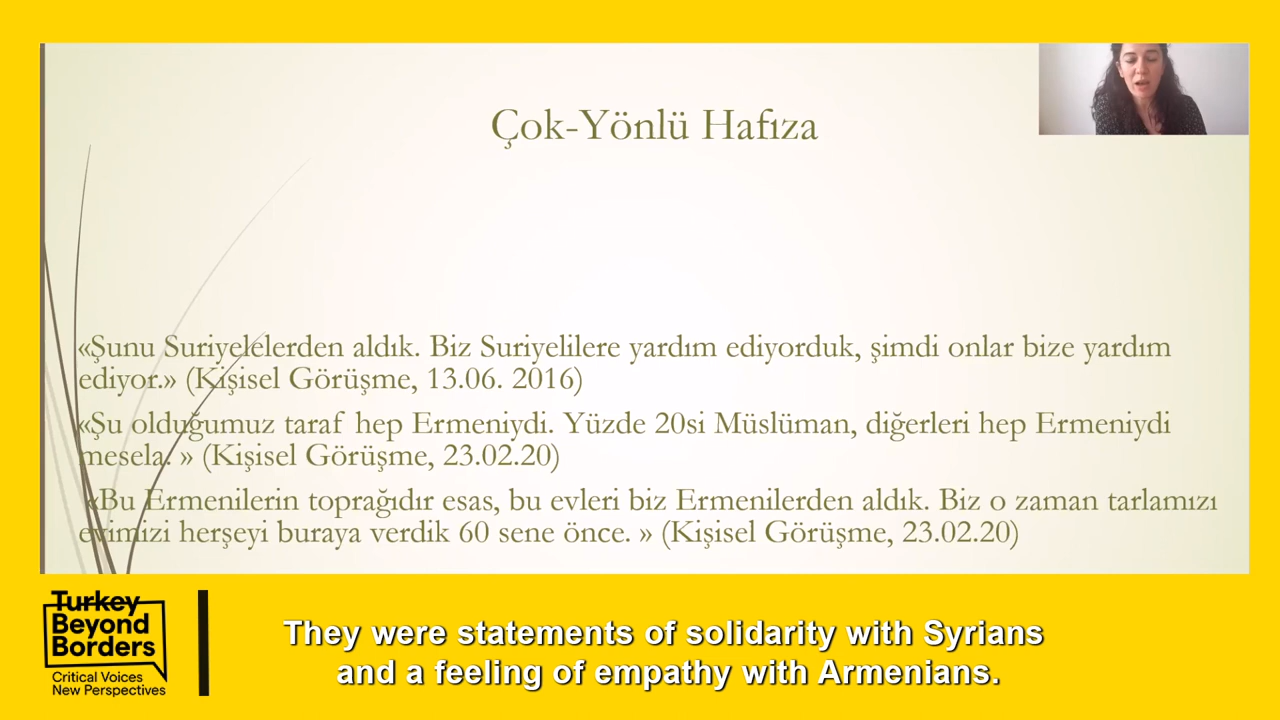 Çok-Yönlü Hafıza
«Şunu Suriyelelerden aldık. Biz Suriyelilere yardım ediyorduk, şimdi onlar bize yardım
ediyor.» (Kişisel Görüşme, 13.06. 2016)
«Şu olduğumuz taraf hep Ermeniydi. Yüzde 20si Müslüman, diğerleri hep Ermeniydi
mesela. » (Kişisel Görüşme, 23.02.20)
«Bu Ermenilerin toprağıdır esas, bu evleri biz Ermenilerden aldık. Biz o zaman tarlamızı
evimizi herşeyi buraya verdik 60 sene önce. » (Kişisel Görüşme, 23.02.20)
Turkey
Beyond
Borders
Critical Voices
New Perspectives
They were statements of solidarity with Syrians
and a feeling of empathy with Armenians.